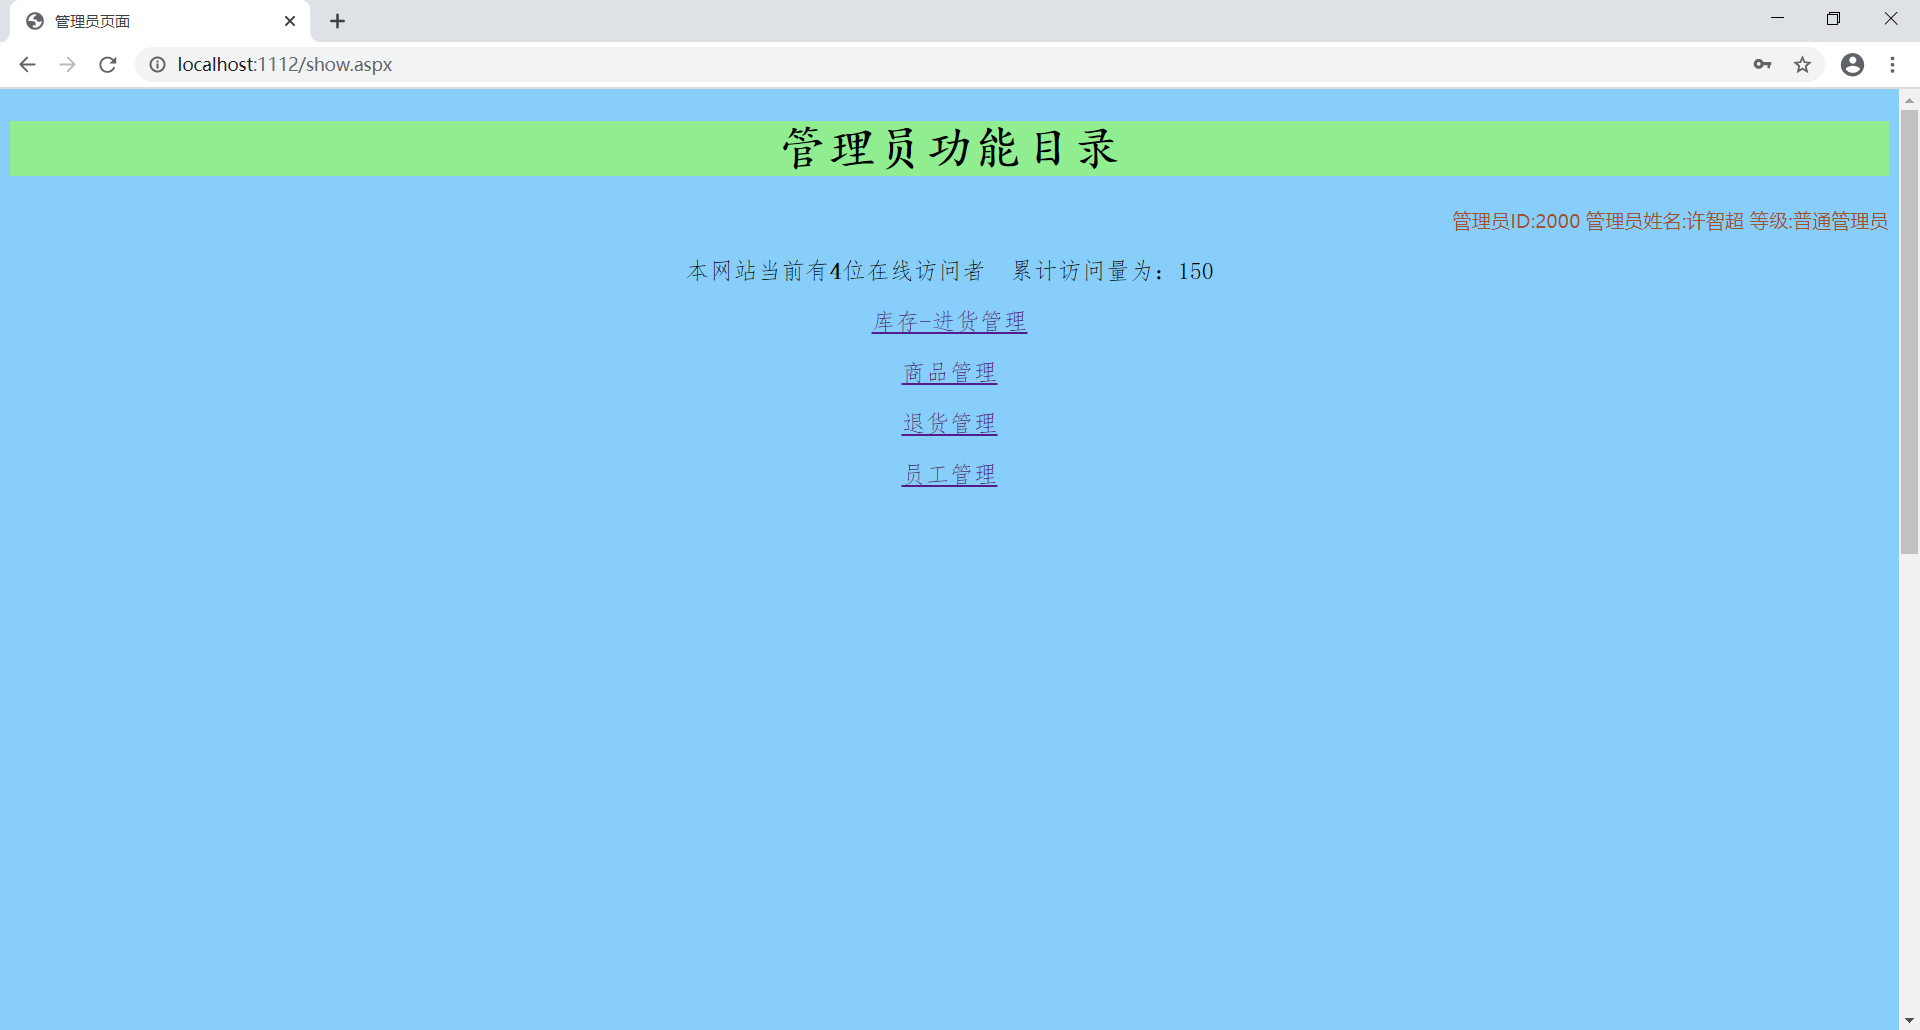 管理员页面
localhost:1112/show.aspx
管理员功能目录
管理员ID:2000 管理员姓名:许智超 等级:普通管理员
本网站当前有4位在线访问者 累计访问量为：150
库存-进货管理
商品管理
退货管理
员工管理